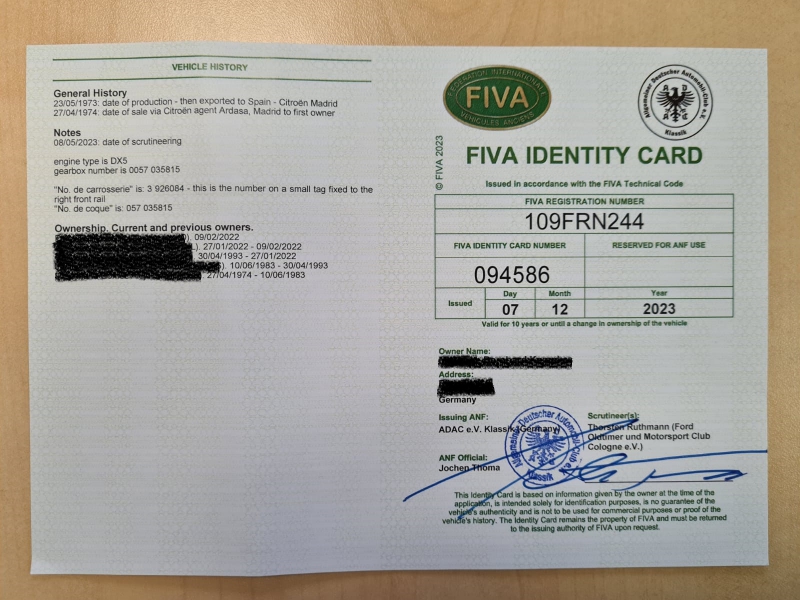 VEHICLE HISTORY
General History
23/05/1973: date of production - then exported to Spain - Citroën Madrid
27/04/1974: date of sale via Citroën agent Ardasa, Madrid to first owner
Notes
08/05/2023: date of scrutineering
engine type is DX5
gearbox number is 0057 035815
"No. de carrosserie" is: 3 926084 - this is the number on a small tag fixed to the
right front rail
"No. de coque" is: 057 035815
Ownership. Current and previous owners.
). 09/02/2022
). 27/01/2022 - 09/02/2022
30/04/1993 - 27/01/2022
). 10/06/1983 - 30/04/1993
27/04/1974 - 10/06/1983
FEDERATION INTERNATIONALE
FIVA
VEHICULES ANCIENS
Allgemeiner Deutscher Automobil-Club e.V.
ADAC
Klassik
© FIVA 2023
FIVA IDENTITY CARD
Issued in accordance with the FIVA Technical Code
FIVA REGISTRATION NUMBER
109FRN244
FIVA IDENTITY CARD NUMBER
RESERVED FOR ANF USE
094586
Issued
Day
Month
Year
07
12
2023
Valid for 10 years or until a change in ownership of the vehicle
Owner Name:
Address:
Germany
Issuing ANF:
ADAC e.V. Klassik (Germany)
ANF Official:
Jochen Thoma
Scrutineer(s):
Thorsten Ruthmann (Ford
Oldtimer und Motorsport Club
Cologne e.V.)
Allgemeiner Deutscher Automobil-Club e.V.
Klassik
This Identity Card is based on information given by the owner at the time of the
application, is intended solely for identification purposes, is no guarantee of the
vehicle's authenticity and is not to be used for commercial purposes or proof of the
vehicle's history. The Identity Card remains the property of FIVA and must be returned
to the issuing authority of FIVA upon request.